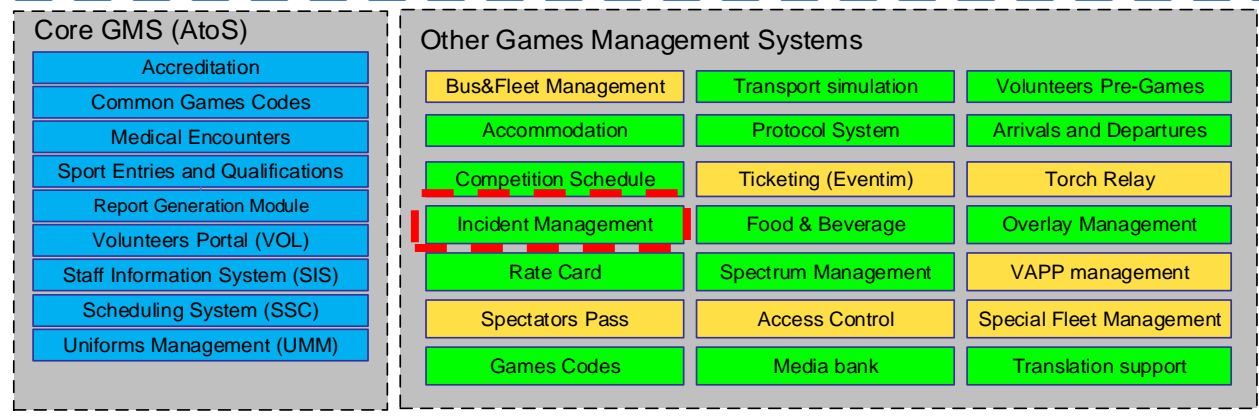 Core GMS (AtoS)
Accreditation
Common Games Codes
Medical Encounters
Sport Entries and Qualifications
Report Generation Module
Volunteers Portal (VOL)
Staff Information System (SIS)
Scheduling System (SSC)
Uniforms Management (UMM)
Other Games Management Systems
Bus&Fleet Management
Transport simulation
Volunteers Pre-Games
Accommodation
Protocol System
Arrivals and Departures
Competition Schedule
Ticketing (Eventim)
Torch Relay
Incident Management
Food & Beverage
Overlay Management
Rate Card
Spectrum Management
VAPP management
Spectators Pass
Access Control
Special Fleet Management
Games Codes
Media bank
Translation support